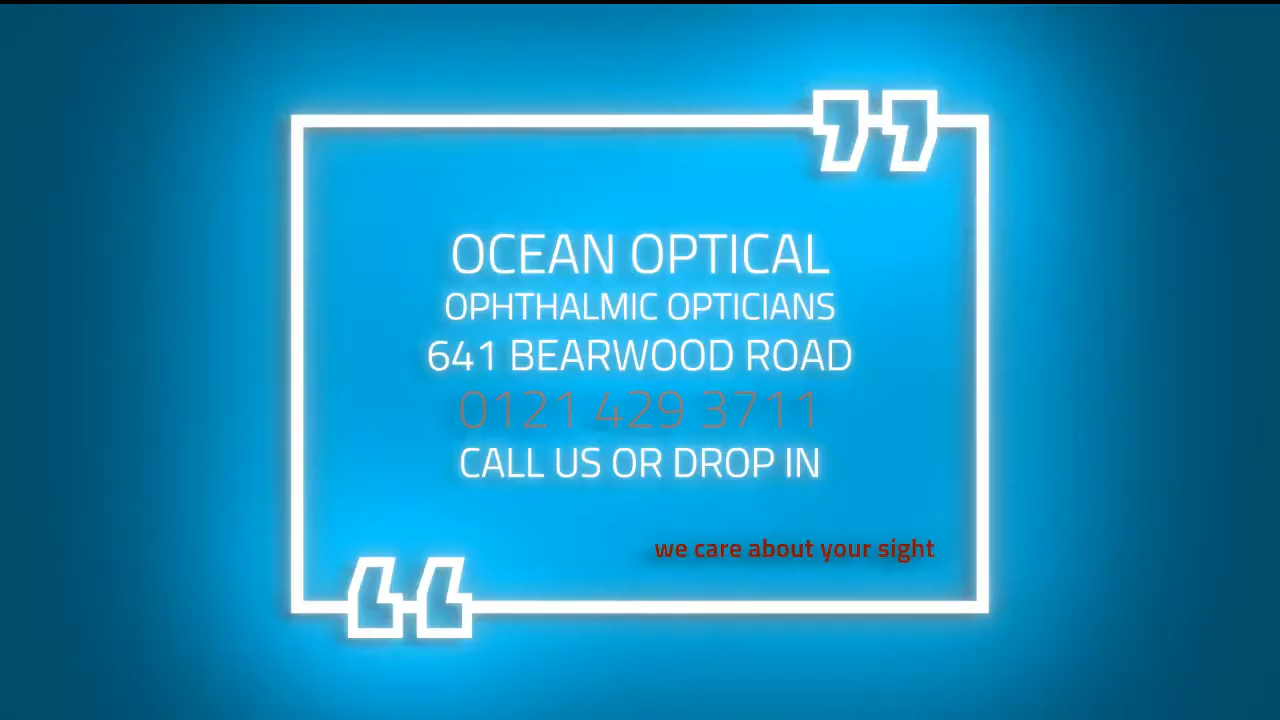 OCEAN OPTICAL
OPHTHALMIC OPTICIANS
641 BEARWOOD ROAD
0121 429 3711
CALL US OR DROP IN
we care about your sight